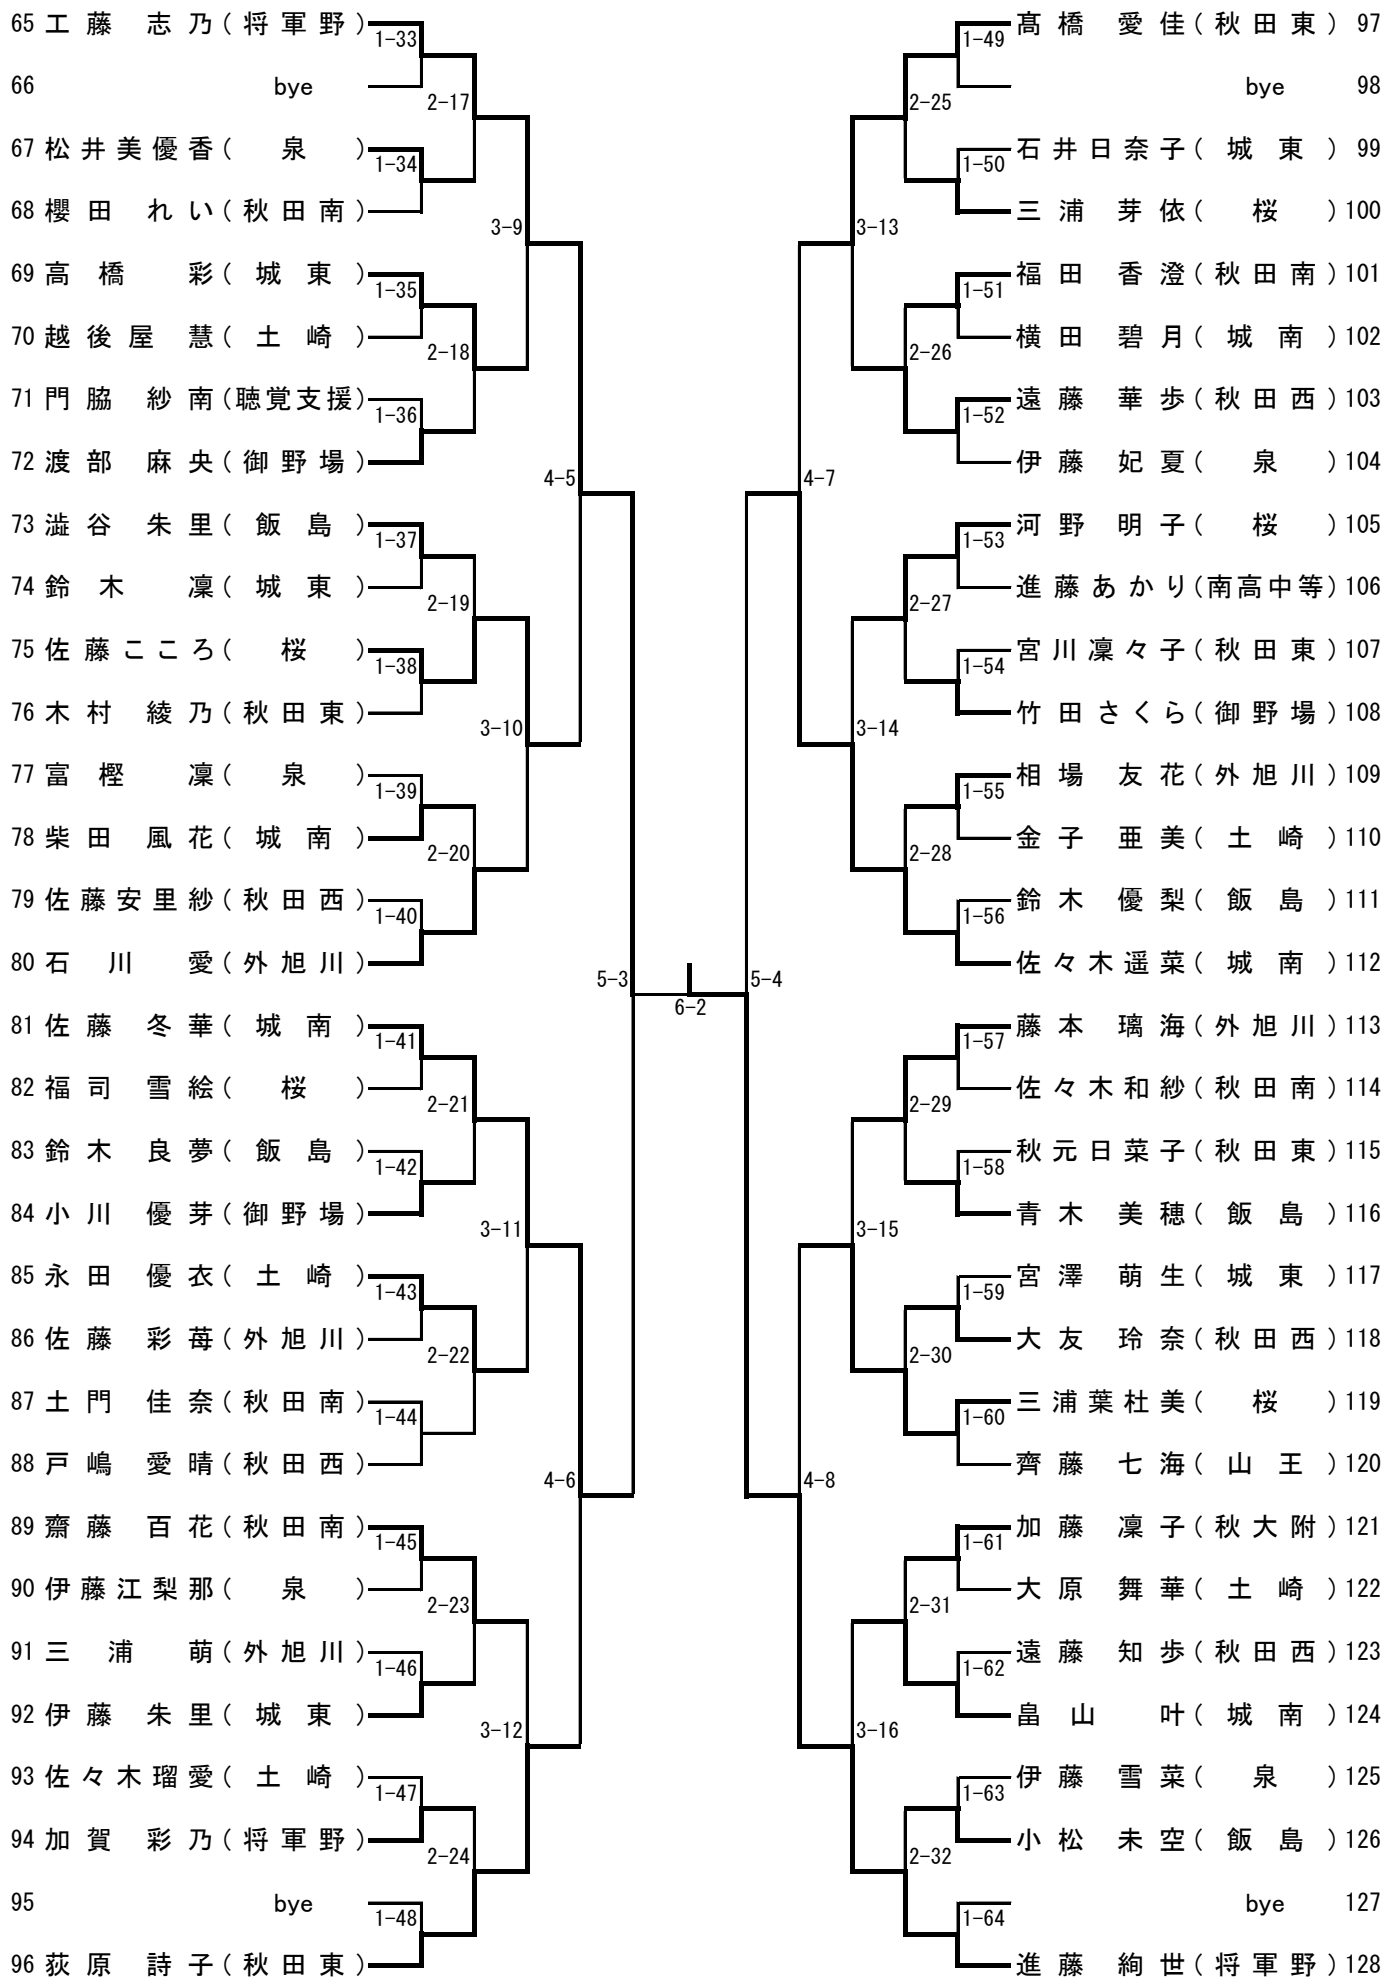 65 工藤 志乃(将軍野)
1-33
66 bye
2-17
67 松井美優香(泉)
1-34
68 櫻田 れい(秋田南)
3-9
69 高橋 彩(城東)
1-35
70 越後屋 慧(土崎)
2-18
71 門脇 紗南(聴覚支援)
1-36
72 渡部 麻央(御野場)
4-5
73 澁谷 朱里(飯島)
1-37
74 鈴木 凜(城東)
2-19
75 佐藤こころ(桜)
1-38
76 木村 綾乃(秋田東)
3-10
77 富樫 凜(泉)
1-39
78 柴田 風花(城南)
2-20
79 佐藤安里紗(秋田西)
1-40
80 石川 愛(外旭川)
5-3
81 佐藤 冬華(城南)
1-41
82 福司 雪絵(桜)
2-21
83 鈴木 良夢(飯島)
1-42
84 小川 優芽(御野場)
3-11
85 永田 優衣(土崎)
1-43
86 佐藤 彩苺(外旭川)
2-22
87 土門 佳奈(秋田南)
1-44
88 戸嶋 愛晴(秋田西)
4-6
89 齋藤 百花(秋田南)
1-45
90 伊藤江梨那(泉)
2-23
91 三浦 萌(外旭川)
1-46
92 伊藤 朱里(城東)
3-12
93 佐々木瑠愛(土崎)
1-47
94 加賀 彩乃(将軍野)
2-24
95 bye
1-48
96 荻原 詩子(秋田東)
6-2
髙橋 愛佳(秋田東) 97
1-49
bye 98
2-25
石井日奈子(城東) 99
1-50
三浦 芽依(桜) 100
3-13
福田 香澄(秋田南) 101
1-51
横田 碧月(城南) 102
2-26
遠藤 華歩(秋田西) 103
1-52
伊藤 妃夏(泉) 104
4-7
河野 明子(桜) 105
1-53
進藤あかり(南高中等) 106
2-27
宮川凜々子(秋田東) 107
1-54
竹田さくら(御野場) 108
3-14
相場 友花(外旭川) 109
1-55
金子 亜美(土崎) 110
2-28
鈴木 優梨(飯島) 111
1-56
佐々木遥菜(城南) 112
5-4
藤本 璃海(外旭川) 113
1-57
佐々木和紗(秋田南) 114
2-29
秋元日菜子(秋田東) 115
1-58
青木 美穂(飯島) 116
3-15
宮澤 萌生(城東) 117
1-59
大友 玲奈(秋田西) 118
2-30
三浦葉杜美(桜) 119
1-60
齊藤 七海(山王) 120
4-8
加藤 凜子(秋大附) 121
1-61
大原 舞華(土崎) 122
2-31
遠藤 知歩(秋田西) 123
1-62
畠山 叶(城南) 124
3-16
伊藤 雪菜(泉) 125
1-63
小松 未空(飯島) 126
2-32
bye 127
1-64
進藤 絢世(将軍野) 128